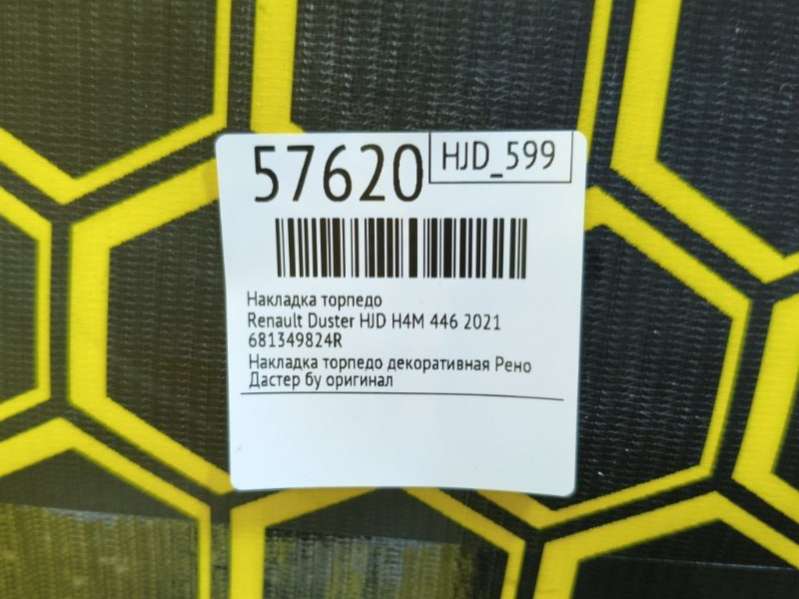 57620
HJD_599
Накладка торпедо
Renault Duster HJD H4M 446 2021
681349824R
Накладка торпедо декоративная Рено
Дастер бу оригинал